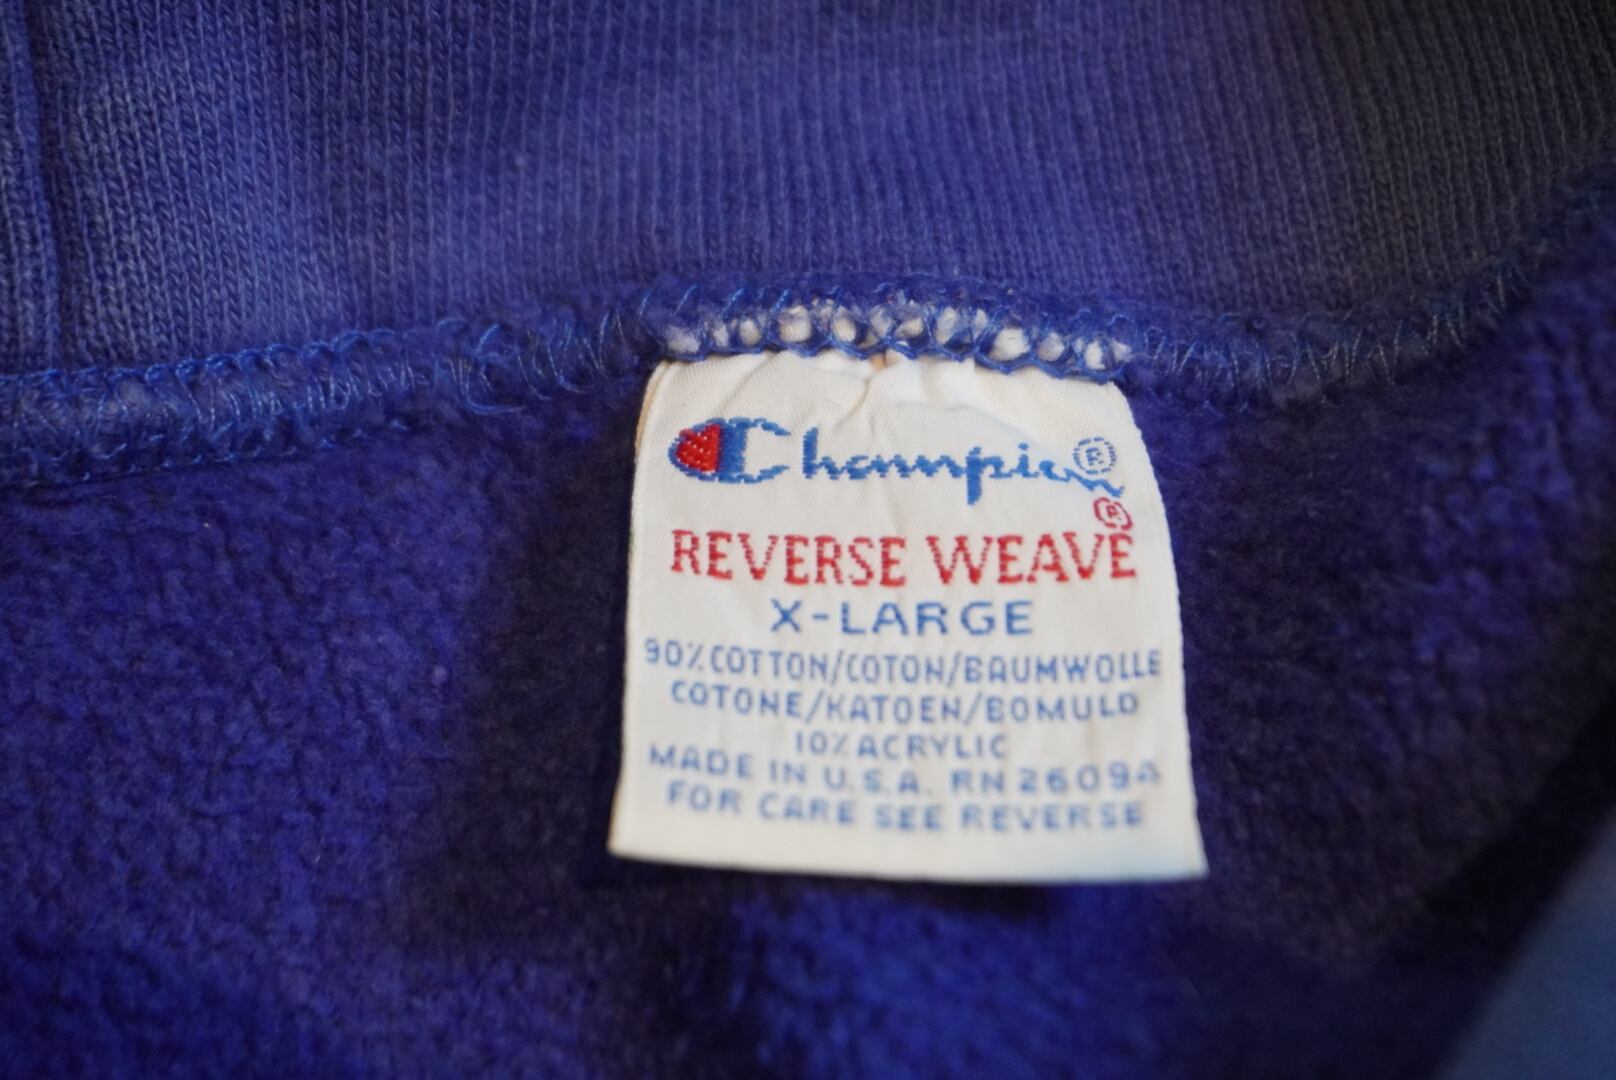 Champion®
REVERSE WEAVE®
X-LARGE
90% COTTON/COTON/BAUMWOLLE
COTONE/KATOEN/BOMULD
10% ACRYLIC
MADE IN U.S.A. RN 26094
FOR CARE SEE REVERSE